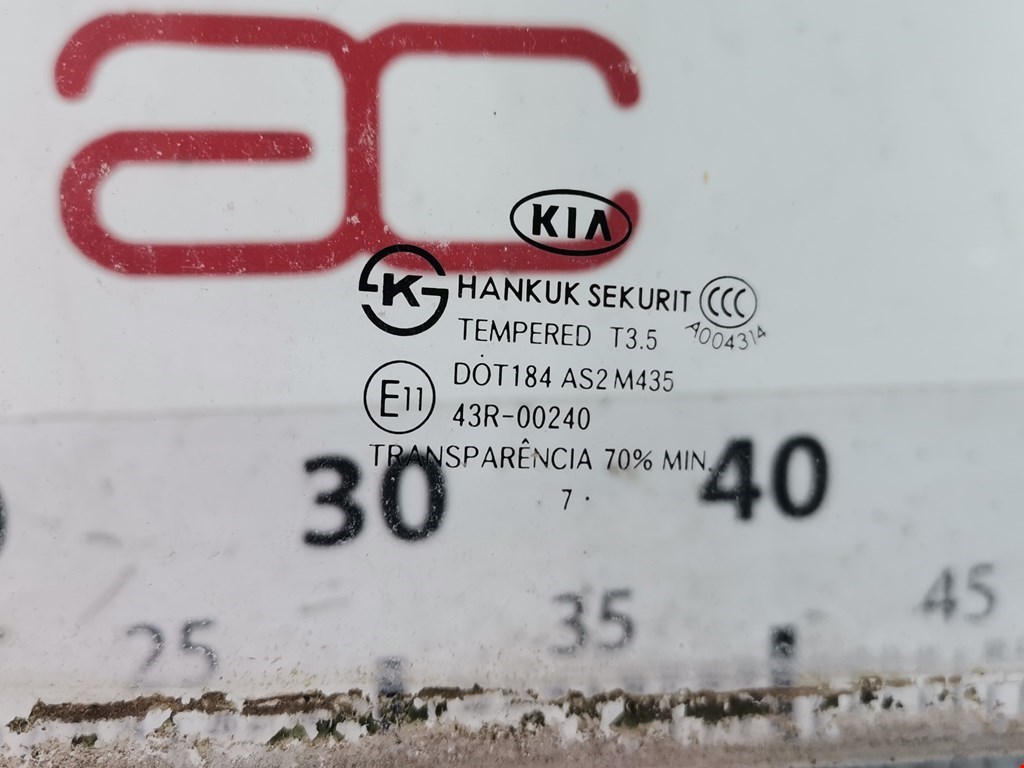 ac
KIA
K HANKUK SEKURIT CCC
TEMPERED T3.5 A004314
DOT184 AS2 M435
E11 43R-00240
TRANSPARÊNCIA 70% MIN.
7 ·
30 40
25 35 45